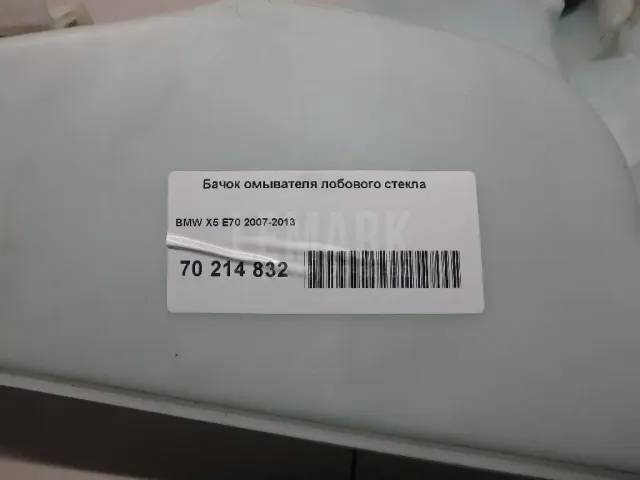 Бачок омывателя лобового стекла
BMW X5 E70 2007-2013
70 214 832